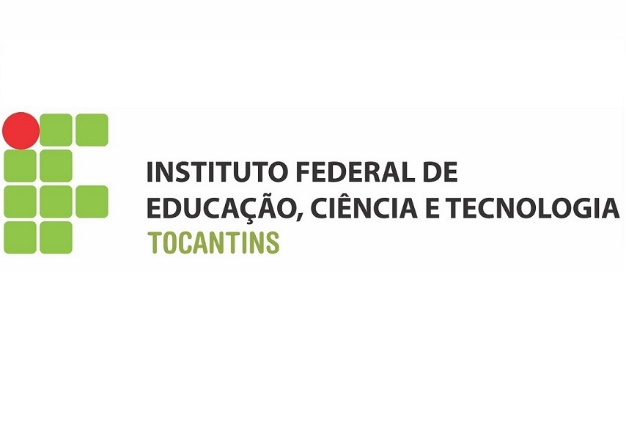 INSTITUTO FEDERAL DE
EDUCAÇÃO, CIÊNCIA E TECNOLOGIA
TOCANTINS